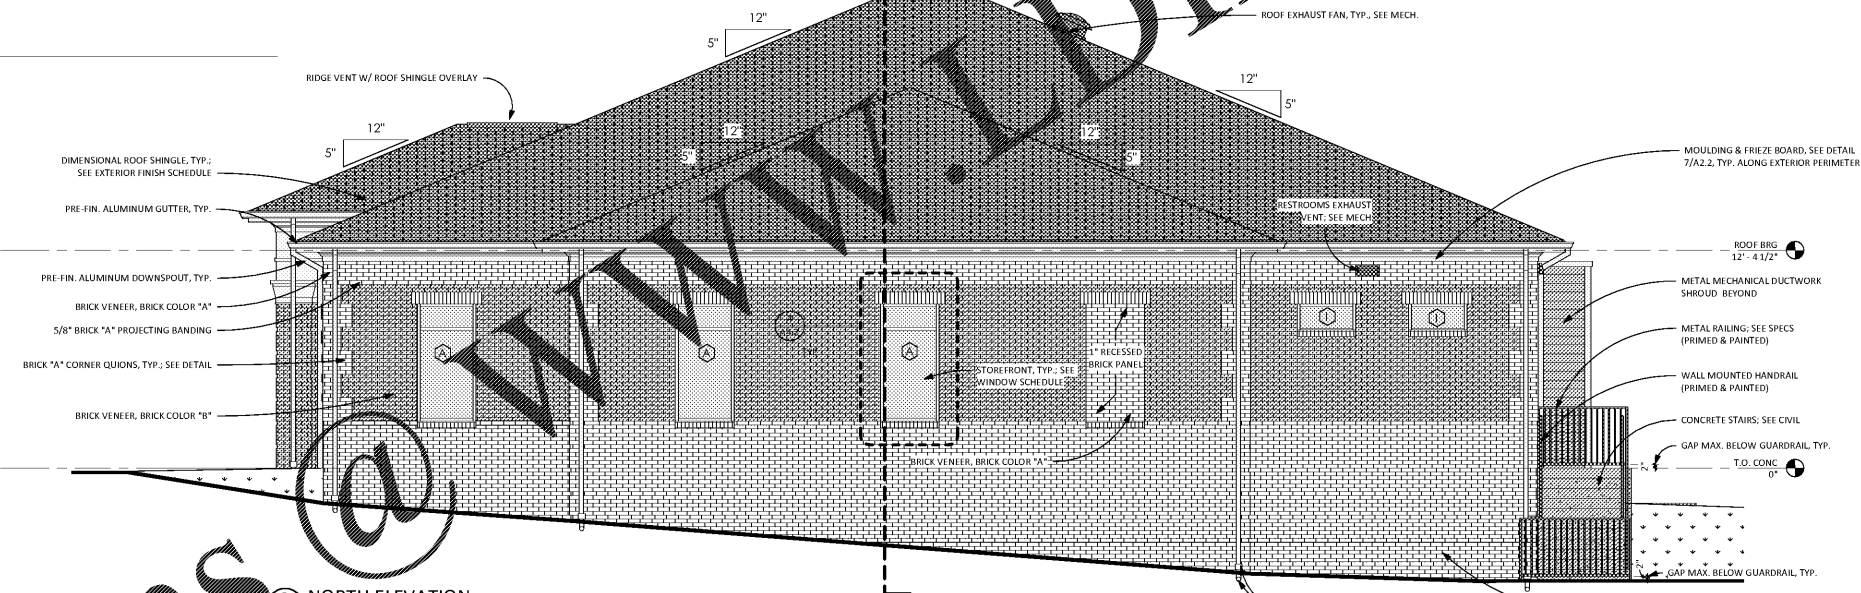 ROOF EXHAUST FAN, TYP., SEE MECH.
12"
5"
RIDGE VENT W/ ROOF SHINGLE OVERLAY
12"
5"
12"
5"
12"
5"
12"
5"
DIMENSIONAL ROOF SHINGLE, TYP.;
SEE EXTERIOR FINISH SCHEDULE
PRE-FIN. ALUMINUM GUTTER, TYP.
PRE-FIN. ALUMINUM DOWNSPOUT, TYP.
BRICK VENEER, BRICK COLOR "A"
5/8" BRICK "A" PROJECTING BANDING
BRICK "A" CORNER QUIONS, TYP.; SEE DETAIL
BRICK VENEER, BRICK COLOR "B"
MOULDING & FRIEZE BOARD, SEE DETAIL
7/A2.2, TYP. ALONG EXTERIOR PERIMETER
RESTROOMS EXHAUST
VENT; SEE MECH
ROOF BRG
12' - 4 1/2"
METAL MECHANICAL DUCTWORK
SHROUD BEYOND
METAL RAILING; SEE SPECS
(PRIMED & PAINTED)
WALL MOUNTED HANDRAIL
(PRIMED & PAINTED)
CONCRETE STAIRS; SEE CIVIL
GAP MAX. BELOW GUARDRAIL, TYP.
2"
T.O. CONC
0"
2"
GAP MAX. BELOW GUARDRAIL, TYP.
A
A
A
I
I
TYP
1" RECESSED
BRICK PANEL
STOREFRONT, TYP.; SEE
WINDOW SCHEDULE
BRICK VENEER, BRICK COLOR "A"
NORTH ELEVATION
S @ WWW.LD